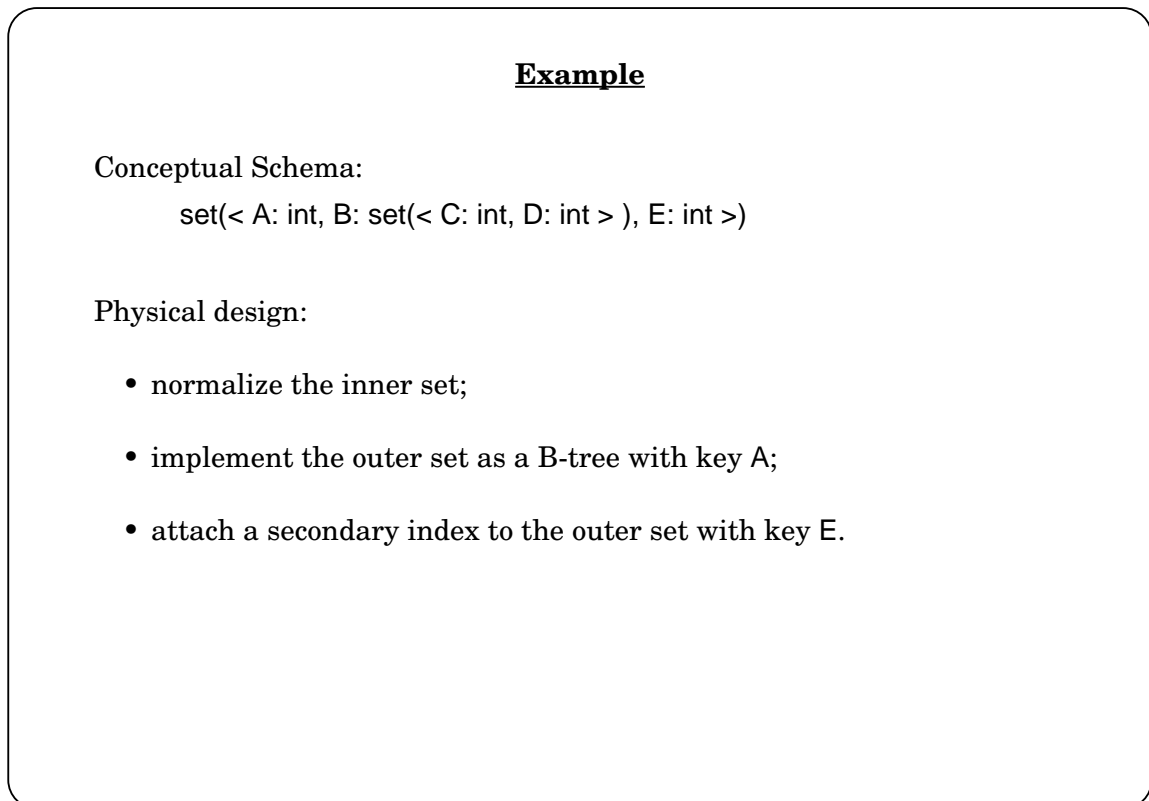 Example
Conceptual Schema:
set(< A: int, B: set(< C: int, D: int > ), E: int >)
Physical design:
• normalize the inner set;
• implement the outer set as a B-tree with key A;
• attach a secondary index to the outer set with key E.